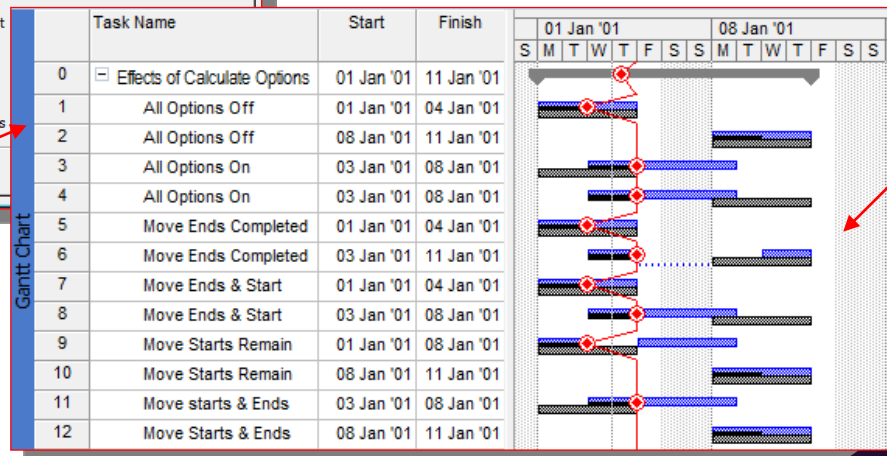 t
s
Gantt Chart
Task Name Start Finish 01 Jan '01 08 Jan '01
S M T W T F S S M T W T F S S
0 Effects of Calculate Options 01 Jan '01 11 Jan '01
1 All Options Off 01 Jan '01 04 Jan '01
2 All Options Off 08 Jan '01 11 Jan '01
3 All Options On 03 Jan '01 08 Jan '01
4 All Options On 03 Jan '01 08 Jan '01
5 Move Ends Completed 01 Jan '01 04 Jan '01
6 Move Ends Completed 03 Jan '01 11 Jan '01
7 Move Ends & Start 01 Jan '01 04 Jan '01
8 Move Ends & Start 03 Jan '01 08 Jan '01
9 Move Starts Remain 01 Jan '01 08 Jan '01
10 Move Starts Remain 08 Jan '01 11 Jan '01
11 Move starts & Ends 03 Jan '01 08 Jan '01
12 Move Starts & Ends 08 Jan '01 11 Jan '01